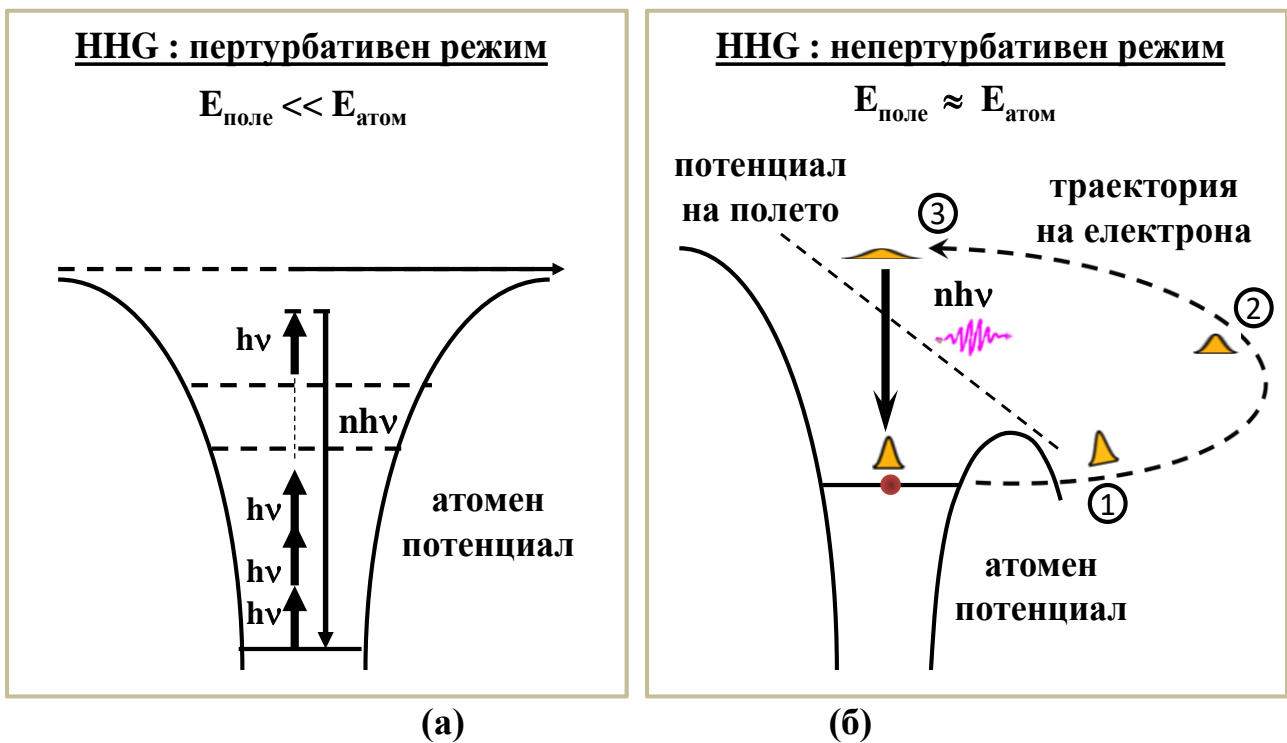 HHG : пертурбативен режим
Eполе << Eатом
hν
nhν
hν
hν
hν
атомен
потенциал
(а)
HHG : непертурбативен режим
Eполе ≈ Eатом
потенциал
на полето
траектория
на електрона
3
nhν
2
1
атомен
потенциал
(б)